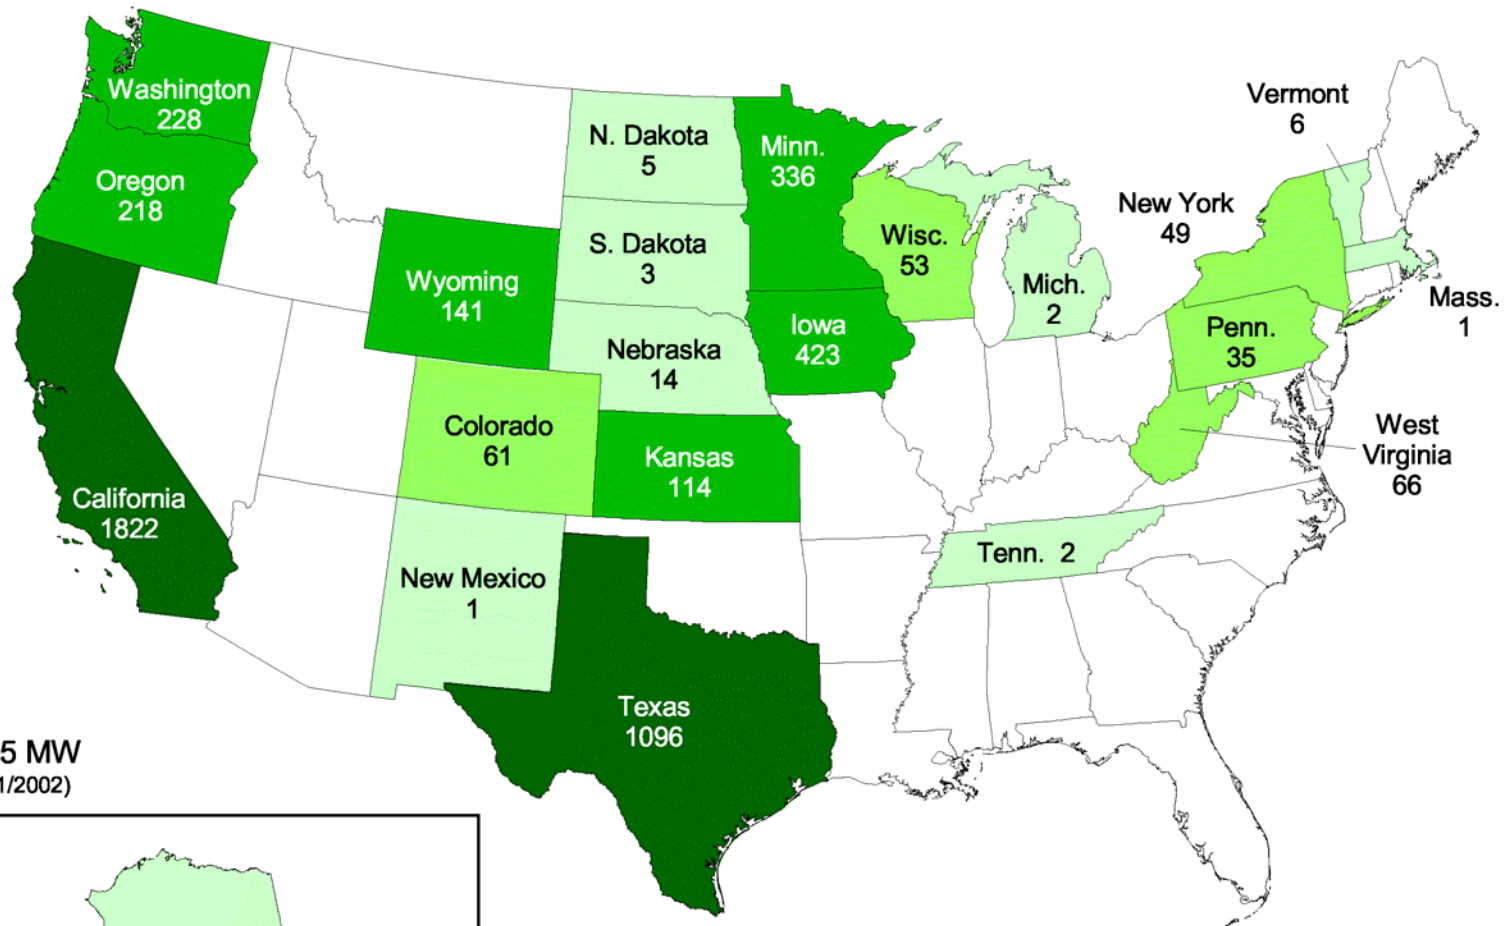 Washington
228
Oregon
218
California
1822
Wyoming
141
Colorado
61
New Mexico
1
N. Dakota
5
S. Dakota
3
Nebraska
14
Kansas
114
Texas
1096
Minn.
336
Iowa
423
Wisc.
53
Mich.
2
Tenn. 2
Vermont
6
New York
49
Mass.
1
Penn.
35
West
Virginia
66
5 MW
1/2002)